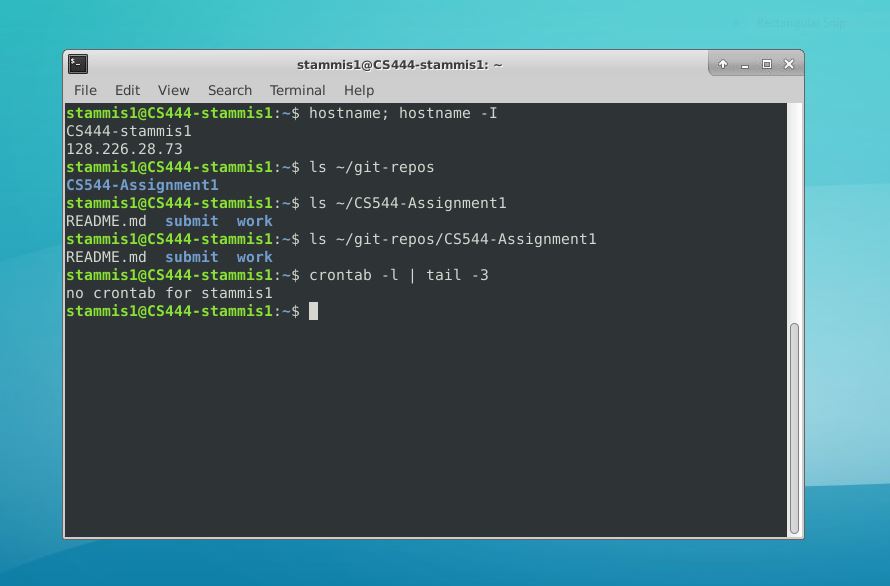 Rectangular Snip
stammis1@CS444-stammis1: ~
File Edit View Search Terminal Help
stammis1@CS444-stammis1:~$ hostname; hostname -I
CS444-stammis1
128.226.28.73
stammis1@CS444-stammis1:~$ ls ~/git-repos
CS544-Assignment1
stammis1@CS444-stammis1:~$ ls ~/CS544-Assignment1
README.md  submit  work
stammis1@CS444-stammis1:~$ ls ~/git-repos/CS544-Assignment1
README.md  submit  work
stammis1@CS444-stammis1:~$ crontab -l | tail -3
no crontab for stammis1
stammis1@CS444-stammis1:~$